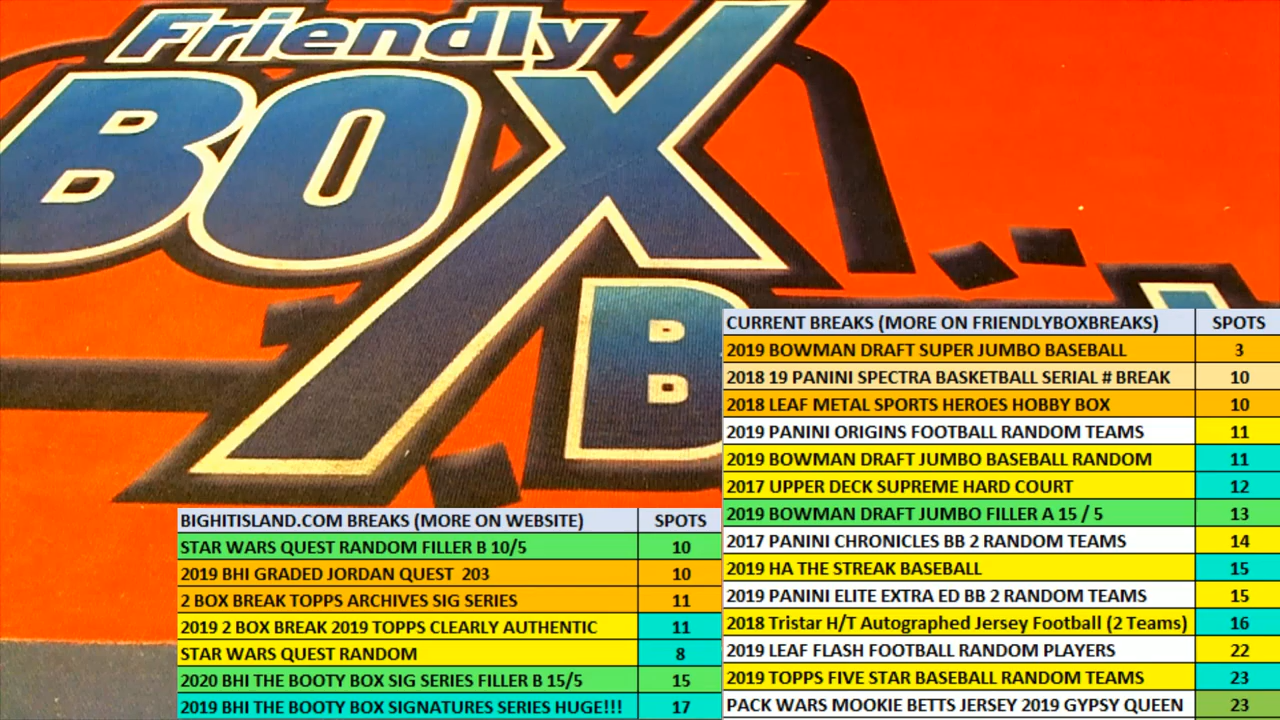 Friendly
BOX
B
BIGHITISLAND.COM BREAKS (MORE ON WEBSITE) SPOTS
STAR WARS QUEST RANDOM FILLER B 10/5 10
2019 BHI GRADED JORDAN QUEST 203 10
2 BOX BREAK TOPPS ARCHIVES SIG SERIES 11
2019 2 BOX BREAK 2019 TOPPS CLEARLY AUTHENTIC 11
STAR WARS QUEST RANDOM 8
2020 BHI THE BOOTY BOX SIG SERIES FILLER B 15/5 15
2019 BHI THE BOOTY BOX SIGNATURES SERIES HUGE!!! 17
CURRENT BREAKS (MORE ON FRIENDLYBOXBREAKS) SPOTS
2019 BOWMAN DRAFT SUPER JUMBO BASEBALL 3
2018 19 PANINI SPECTRA BASKETBALL SERIAL # BREAK 10
2018 LEAF METAL SPORTS HEROES HOBBY BOX 10
2019 PANINI ORIGINS FOOTBALL RANDOM TEAMS 11
2019 BOWMAN DRAFT JUMBO BASEBALL RANDOM 11
2017 UPPER DECK SUPREME HARD COURT 12
2019 BOWMAN DRAFT JUMBO FILLER A 15 / 5 13
2017 PANINI CHRONICLES BB 2 RANDOM TEAMS 14
2019 HA THE STREAK BASEBALL 15
2019 PANINI ELITE EXTRA ED BB 2 RANDOM TEAMS 15
2018 Tristar H/T Autographed Jersey Football (2 Teams) 16
2019 LEAF FLASH FOOTBALL RANDOM PLAYERS 22
2019 TOPPS FIVE STAR BASEBALL RANDOM TEAMS 23
PACK WARS MOOKIE BETTS JERSEY 2019 GYPSY QUEEN 23